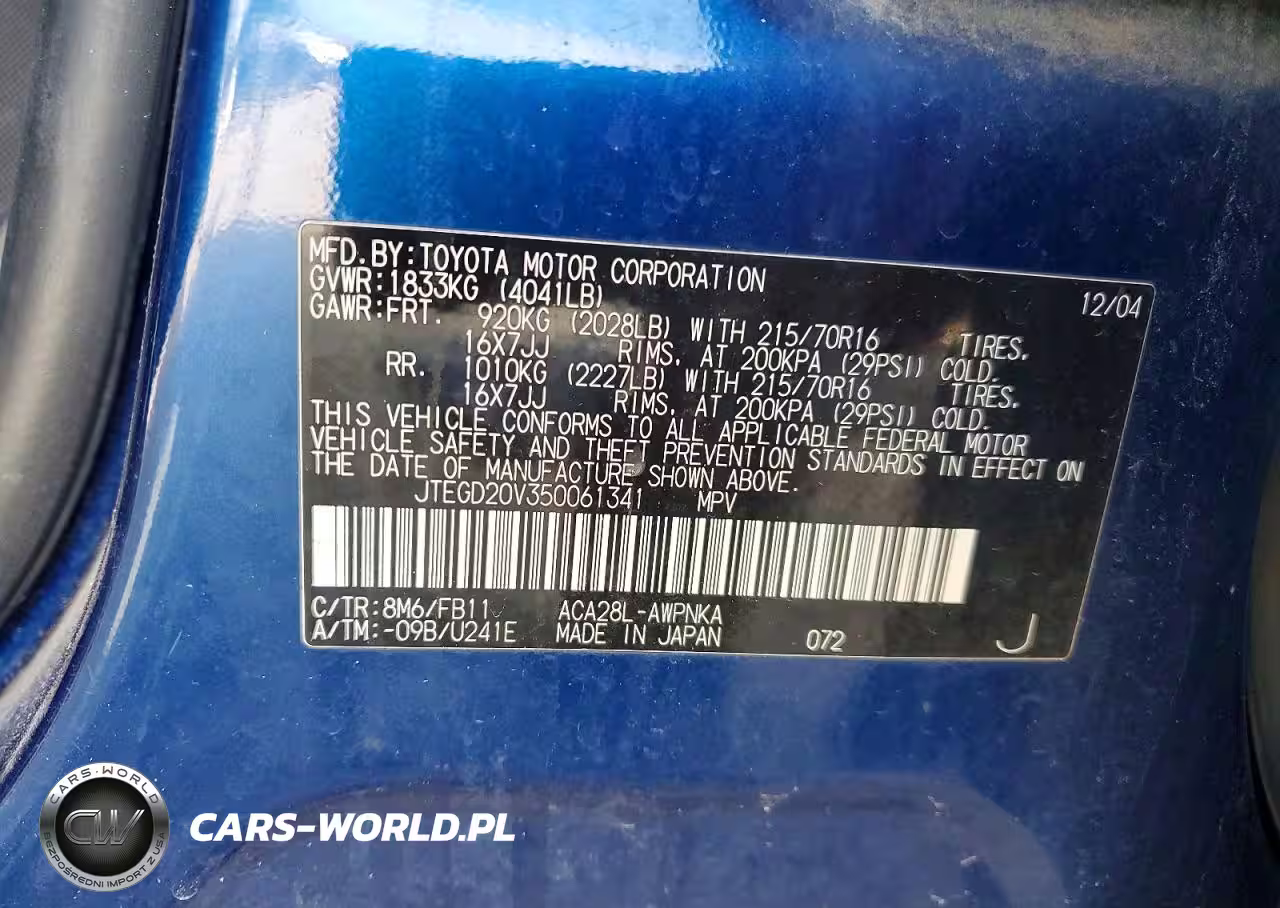 MFD.BY:TOYOTA MOTOR CORPORATION 12/04
GVWR:1833KG (4041LB)
GAWR:FRT. 920KG (2028LB) WITH 215/70R16 TIRES.
16X7JJ RIMS, AT 200KPA (29PSI) COLD.
RR. 1010KG (2227LB) WITH 215/70R16 TIRES.
16X7JJ RIMS, AT 200KPA (29PSI) COLD.
THIS VEHICLE CONFORMS TO ALL APPLICABLE FEDERAL MOTOR
VEHICLE SAFETY AND THEFT PREVENTION STANDARDS IN EFFECT ON
THE DATE OF MANUFACTURE SHOWN ABOVE.
JTEGD20V350061341 MPV
C/TR:8M6/FB11 ACA28L-AWPNKA
A/TM:-09B/U241E MADE IN JAPAN 072 J
CARS-WORLD
CW
BEZPOŚREDNI IMPORT Z USA
CARS-WORLD.PL